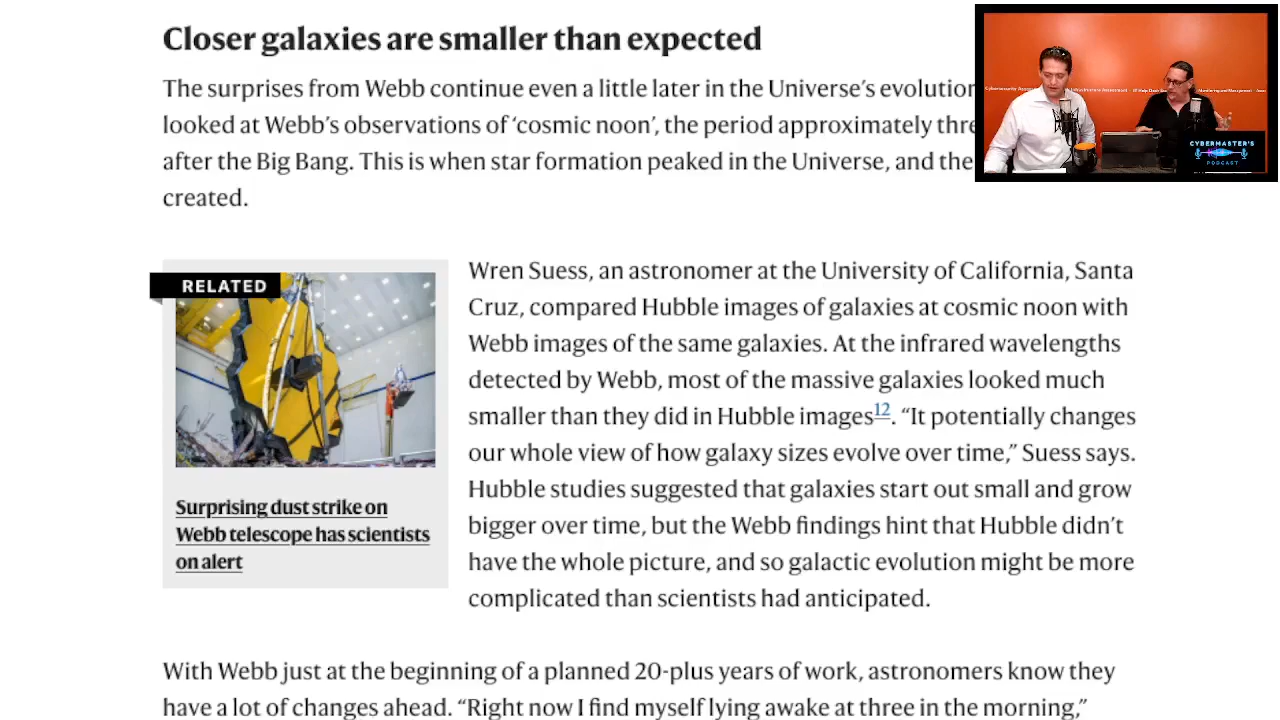 Closer galaxies are smaller than expected
The surprises from Webb continue even a little later in the Universe’s evolution
looked at Webb’s observations of ‘cosmic noon’, the period approximately
after the Big Bang. This is when star formation peaked in the Universe, and the
created.
RELATED
Surprising dust strike on
Webb telescope has scientists
on alert
Wren Suess, an astronomer at the University of California, Santa
Cruz, compared Hubble images of galaxies at cosmic noon with
Webb images of the same galaxies. At the infrared wavelengths
detected by Webb, most of the massive galaxies looked much
smaller than they did in Hubble images12. “It potentially changes
our whole view of how galaxy sizes evolve over time,” Suess says.
Hubble studies suggested that galaxies start out small and grow
bigger over time, but the Webb findings hint that Hubble didn’t
have the whole picture, and so galactic evolution might be more
complicated than scientists had anticipated.
With Webb just at the beginning of a planned 20-plus years of work, astronomers know they
have a lot of changes ahead. “Right now I find myself lying awake at three in the morning,”
CYBERMASTER'S
PODCAST